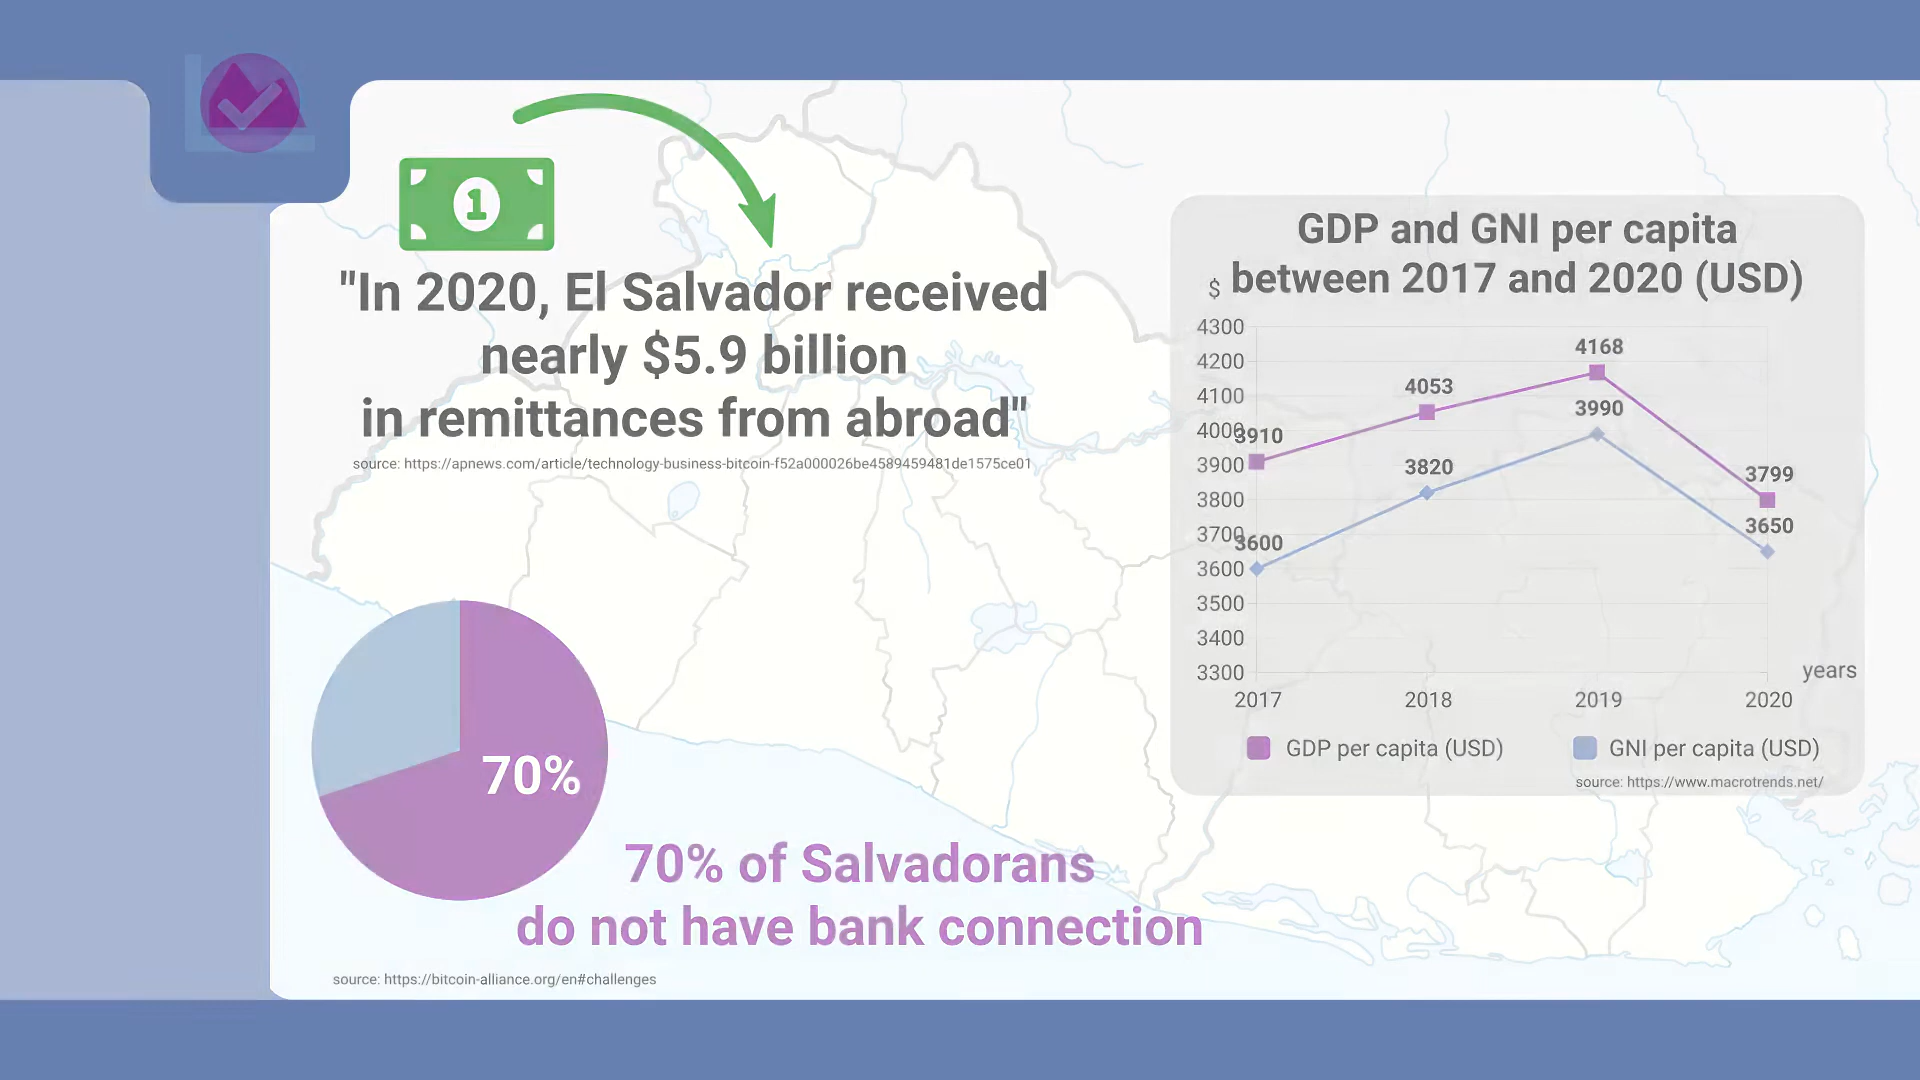 1
"In 2020, El Salvador received
nearly $5.9 billion
in remittances from abroad"
source: https://apnews.com/article/technology-business-bitcoin-f52a000026be4589459481de1575ce01
70%
70% of Salvadorans
do not have bank connection
source: https://bitcoin-alliance.org/en#challenges
GDP and GNI per capita
between 2017 and 2020 (USD)
$
4300
4200
4100
4000
3900
3800
3700
3600
3500
3400
3300
3910
4053
4168
3799
3600
3820
3990
3650
2017 2018 2019 2020
years
GDP per capita (USD) GNI per capita (USD)
source: https://www.macrotrends.net/